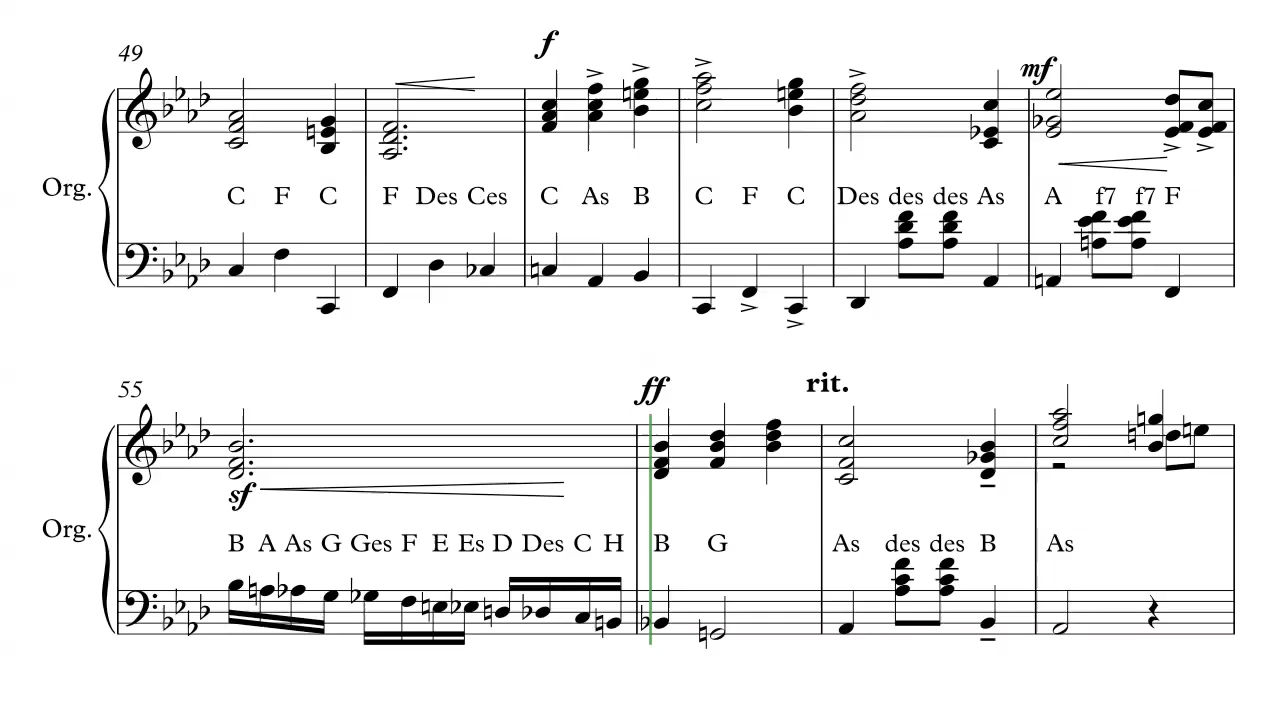 49
f
mf
Org.
C F C F Des Ces C As B C F C Des des des As A f7 f7 F
55
ff
rit.
sf
Org.
B A As G Ges F E Es D Des C H B G As des des B As